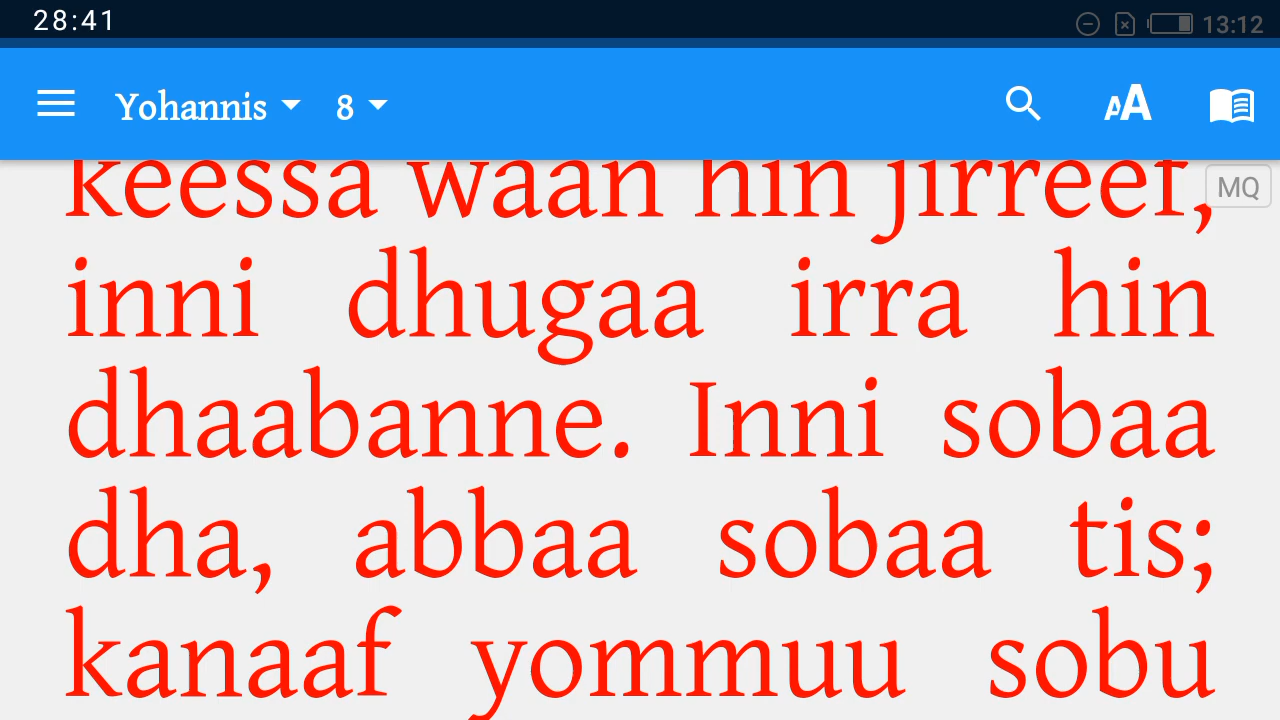 28:41
13:12
Yohannis 8
AA
MQ
keessa waan hin jirreef,
inni dhugaa irra hin
dhaabanne. Inni sobaa
dha, abbaa sobaa tis;
kanaaf yommuu sobu